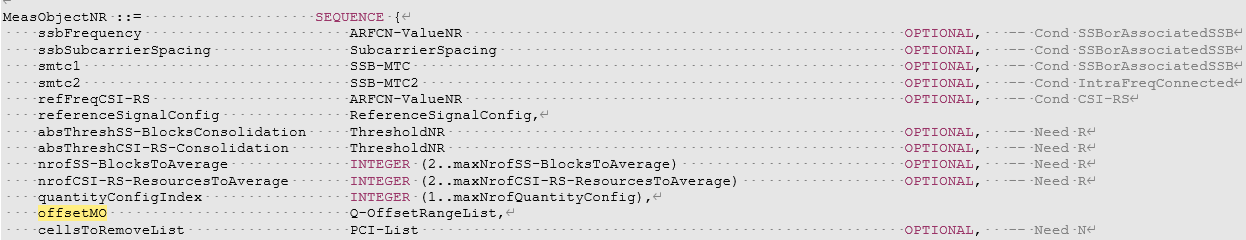 MeasObjectNR ::= SEQUENCE {
ssbFrequency ARFCN-ValueNR OPTIONAL, -- Cond SSBorAssociatedSSB
ssbSubcarrierSpacing SubcarrierSpacing OPTIONAL, -- Cond SSBorAssociatedSSB
smtc1 SSB-MTC OPTIONAL, -- Cond SSBorAssociatedSSB
smtc2 SSB-MTC2 OPTIONAL, -- Cond IntraFreqConnected
refFreqCSI-RS ARFCN-ValueNR OPTIONAL, -- Cond CSI-RS
referenceSignalConfig ReferenceSignalConfig,
absThreshSS-BlocksConsolidation ThresholdNR OPTIONAL, -- Need R
absThreshCSI-RS-Consolidation ThresholdNR OPTIONAL, -- Need R
nrofSS-BlocksToAverage INTEGER (2..maxNrofSS-BlocksToAverage) OPTIONAL, -- Need R
nrofCSI-RS-ResourcesToAverage INTEGER (2..maxNrofCSI-RS-ResourcesToAverage) OPTIONAL, -- Need R
quantityConfigIndex INTEGER (1..maxNrofQuantityConfig),
offsetMO Q-OffsetRangeList,
cellsToRemoveList PCI-List OPTIONAL, -- Need N